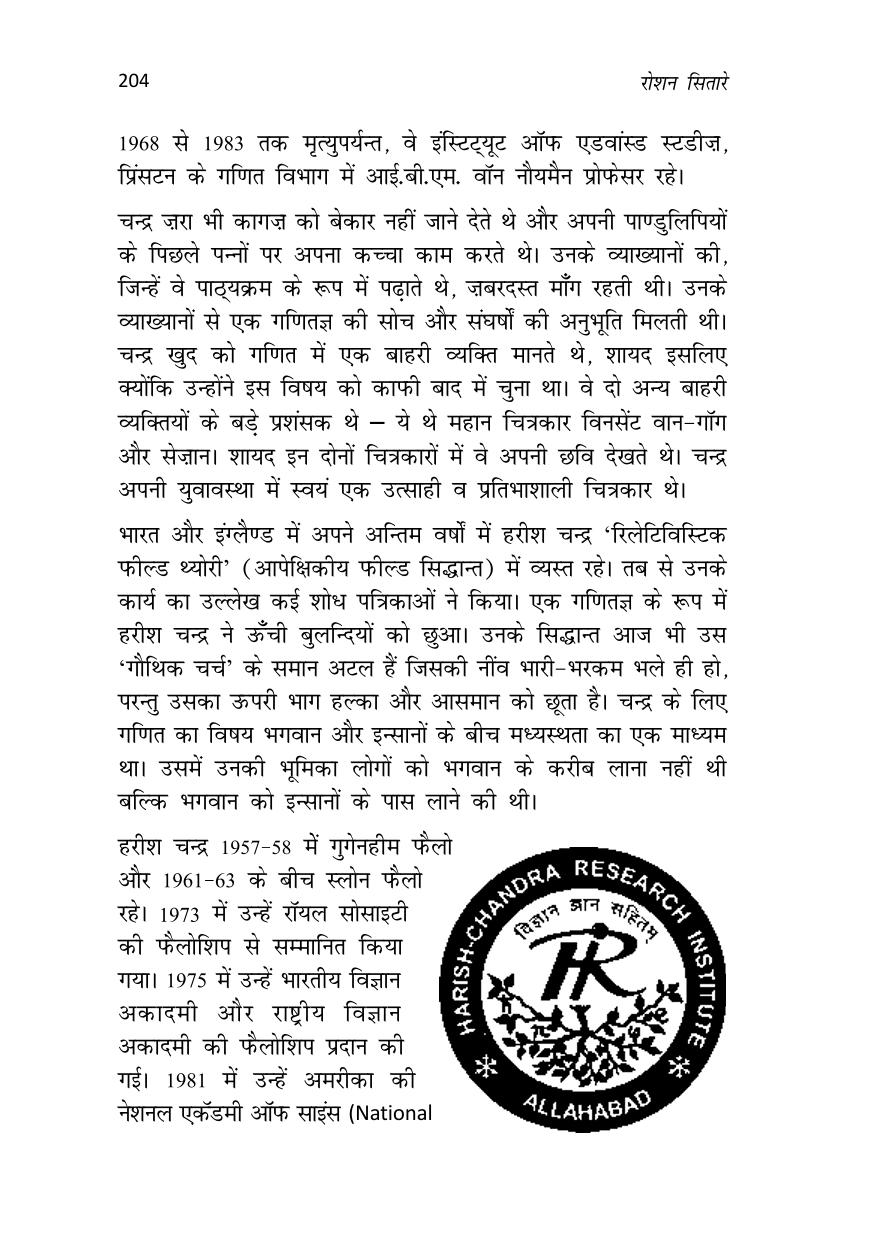 204 रोशन सितारे
1968 से 1983 तक मृत्युपर्यन्त, वे इंस्टिट्यूट ऑफ एडवांस्ड स्टडीज़,
प्रिंसटन के गणित विभाग में आई.बी.एम. वॉन नौयमैन प्रोफेसर रहे।
चन्द्र ज़रा भी कागज़ को बेकार नहीं जाने देते थे और अपनी पाण्डुलिपियों
के पिछले पन्नों पर अपना कच्चा काम करते थे। उनके व्याख्यानों की,
जिन्हें वे पाठ्यक्रम के रूप में पढ़ाते थे, ज़बरदस्त माँग रहती थी। उनके
व्याख्यानों से एक गणितज्ञ की सोच और संघर्षों की अनुभूति मिलती थी।
चन्द्र खुद को गणित में एक बाहरी व्यक्ति मानते थे, शायद इसलिए
क्योंकि उन्होंने इस विषय को काफी बाद में चुना था। वे दो अन्य बाहरी
व्यक्तियों के बड़े प्रशंसक थे – ये थे महान चित्रकार विनसेंट वान-गॉग
और सेज़ान। शायद इन दोनों चित्रकारों में वे अपनी छवि देखते थे। चन्द्र
अपनी युवावस्था में स्वयं एक उत्साही व प्रतिभाशाली चित्रकार थे।
भारत और इंग्लैण्ड में अपने अन्तिम वर्षों में हरीश चन्द्र ‘रिलेटिविस्टिक
फील्ड थ्योरी’ (आपेक्षिकीय फील्ड सिद्धान्त) में व्यस्त रहे। तब से उनके
कार्य का उल्लेख कई शोध पत्रिकाओं ने किया। एक गणितज्ञ के रूप में
हरीश चन्द्र ने ऊँची बुलन्दियों को छुआ। उनके सिद्धान्त आज भी उस
‘गौथिक चर्च’ के समान अटल हैं जिसकी नींव भारी-भरकम भले ही हो,
परन्तु उसका ऊपरी भाग हल्का और आसमान को छूता है। चन्द्र के लिए
गणित का विषय भगवान और इन्सानों के बीच मध्यस्थता का एक माध्यम
था। उसमें उनकी भूमिका लोगों को भगवान के करीब लाना नहीं थी
बल्कि भगवान को इन्सानों के पास लाने की थी।
हरीश चन्द्र 1957-58 में गुगेनहीम फैलो
और 1961-63 के बीच स्लोन फैलो
रहे। 1973 में उन्हें रॉयल सोसाइटी
की फैलोशिप से सम्मानित किया
गया। 1975 में उन्हें भारतीय विज्ञान
अकादमी और राष्ट्रीय विज्ञान
अकादमी की फैलोशिप प्रदान की
गई। 1981 में उन्हें अमरीका की
नेशनल एकॅडमी ऑफ साइंस (National
HARISH-CHANDRA RESEARCH INSTITUTE
विज्ञान ज्ञान सहितम्
HR
ALLAHABAD